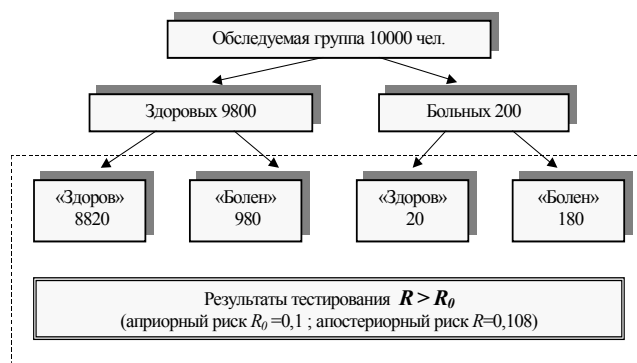 Обследуемая группа 10000 чел.
Здоровых 9800
Больных 200
«Здоров»
8820
«Болен»
980
«Здоров»
20
«Болен»
180
Результаты тестирования R > R₀
(априорный риск R₀ =0,1 ; апостериорный риск R=0,108)